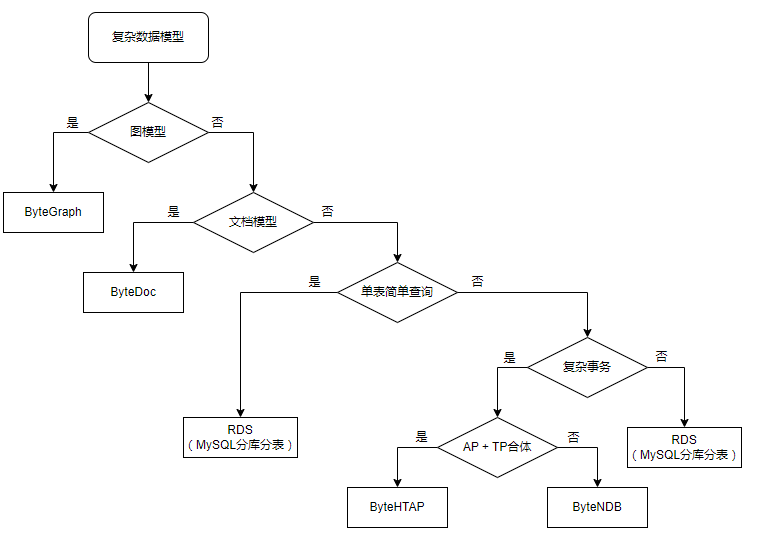 复杂数据模型
是
图模型
否
ByteGraph
是
文档模型
否
ByteDoc
是
单表简单查询
否
是
复杂事务
否
RDS
（MySQL分库分表）
是
AP + TP合体
否
RDS
（MySQL分库分表）
ByteHTAP
ByteNDB